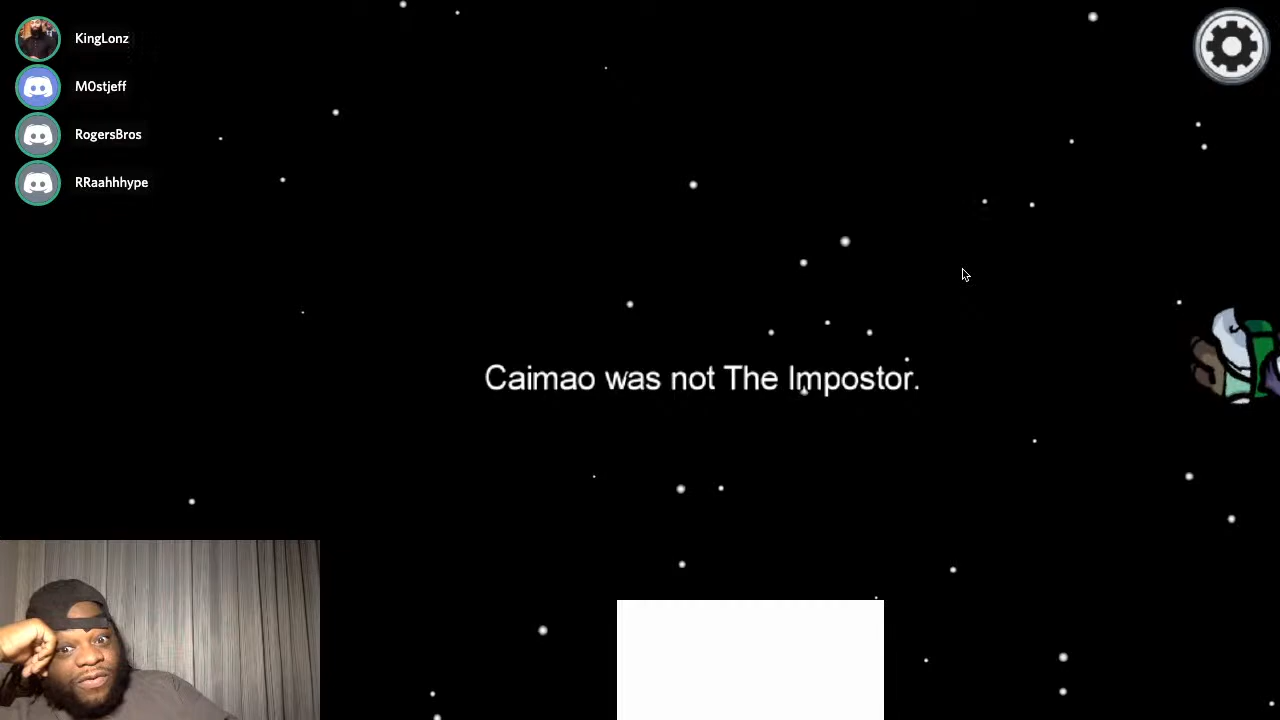 KingLonz
M0stjeff
RogersBros
RRaahhhype
Caimao was not The Impostor.